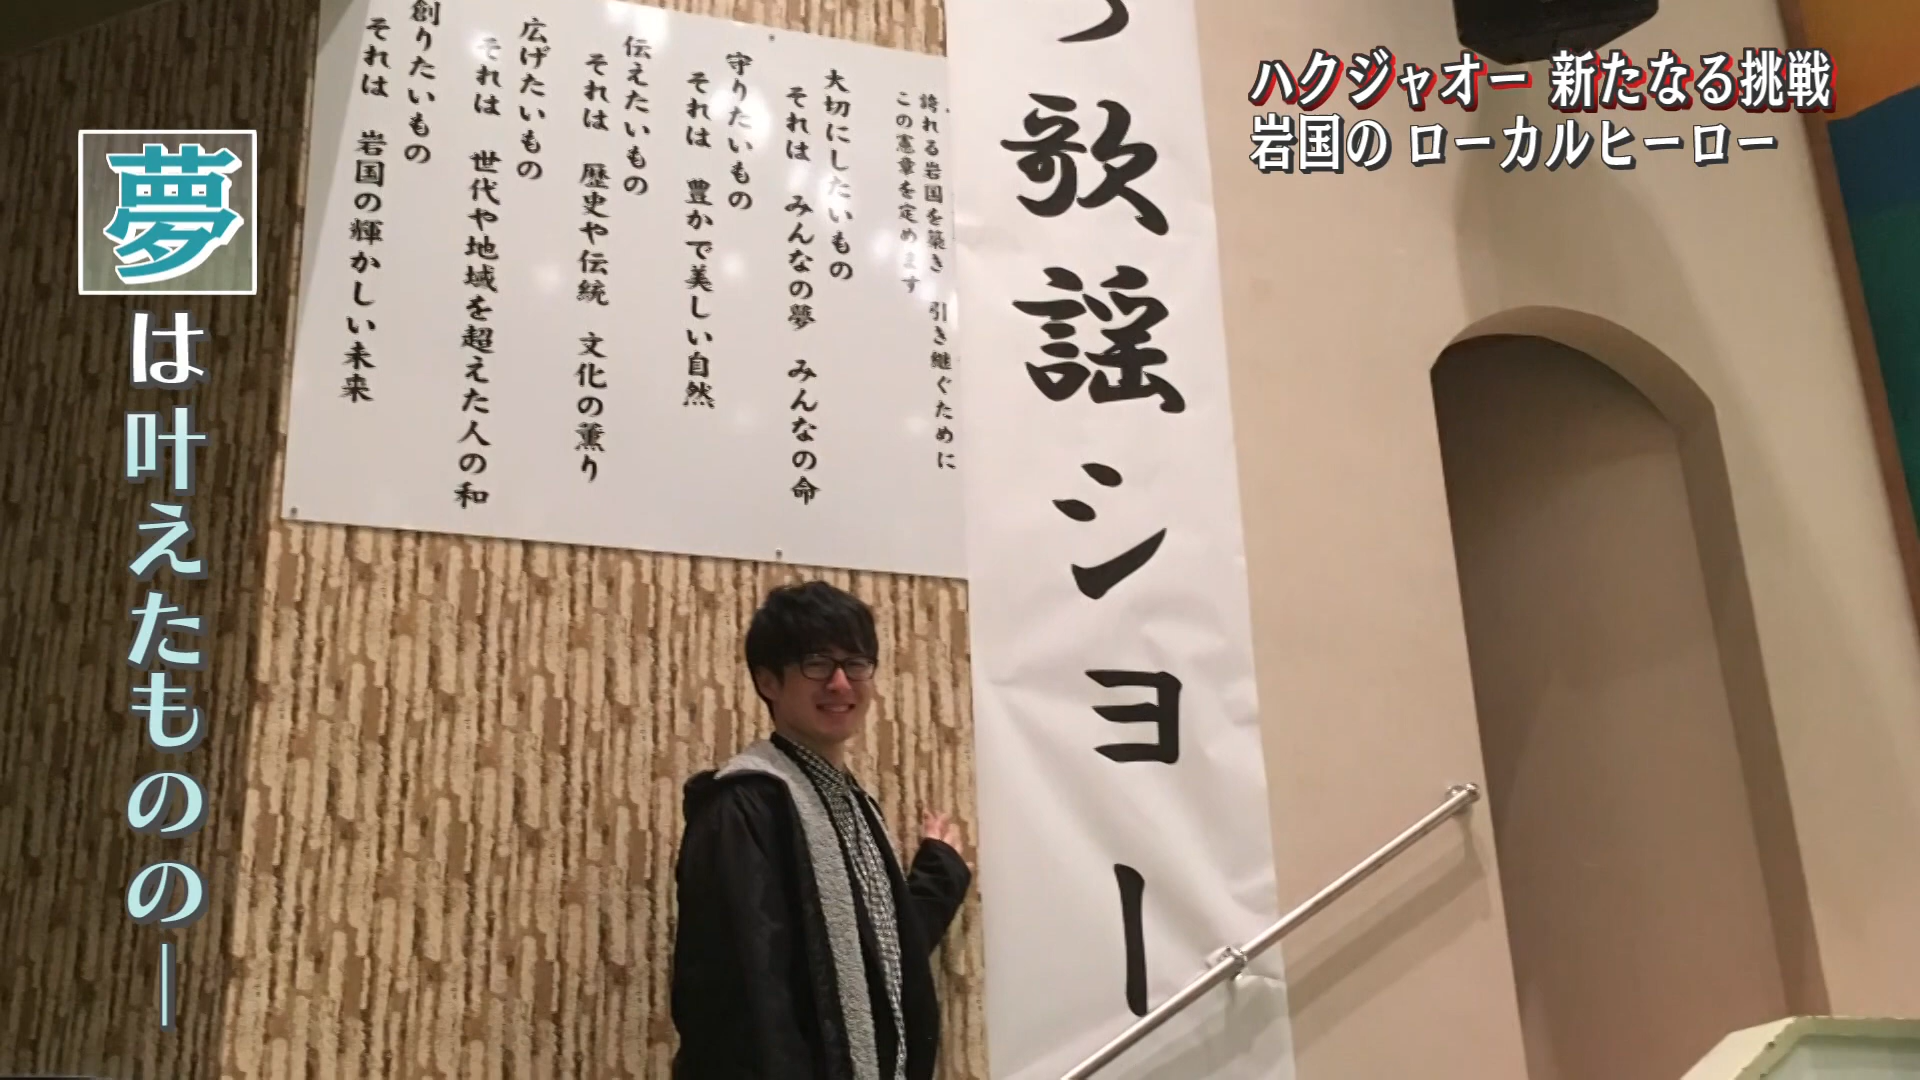 ハクジャオー 新たなる挑戦
岩国の ローカルヒーロー
夢は叶えたもののー
歌謡ショー
誇れる岩国を築き 引き継ぐために
この憲章を定めます
大切にしたいもの
それは みんなの夢 みんなの命
守りたいもの
それは 豊かで美しい自然
伝えたいもの
それは 歴史や伝統 文化の薫り
広げたいもの
それは 世代や地域を超えた人の和
創りたいもの
それは 岩国の輝かしい未来